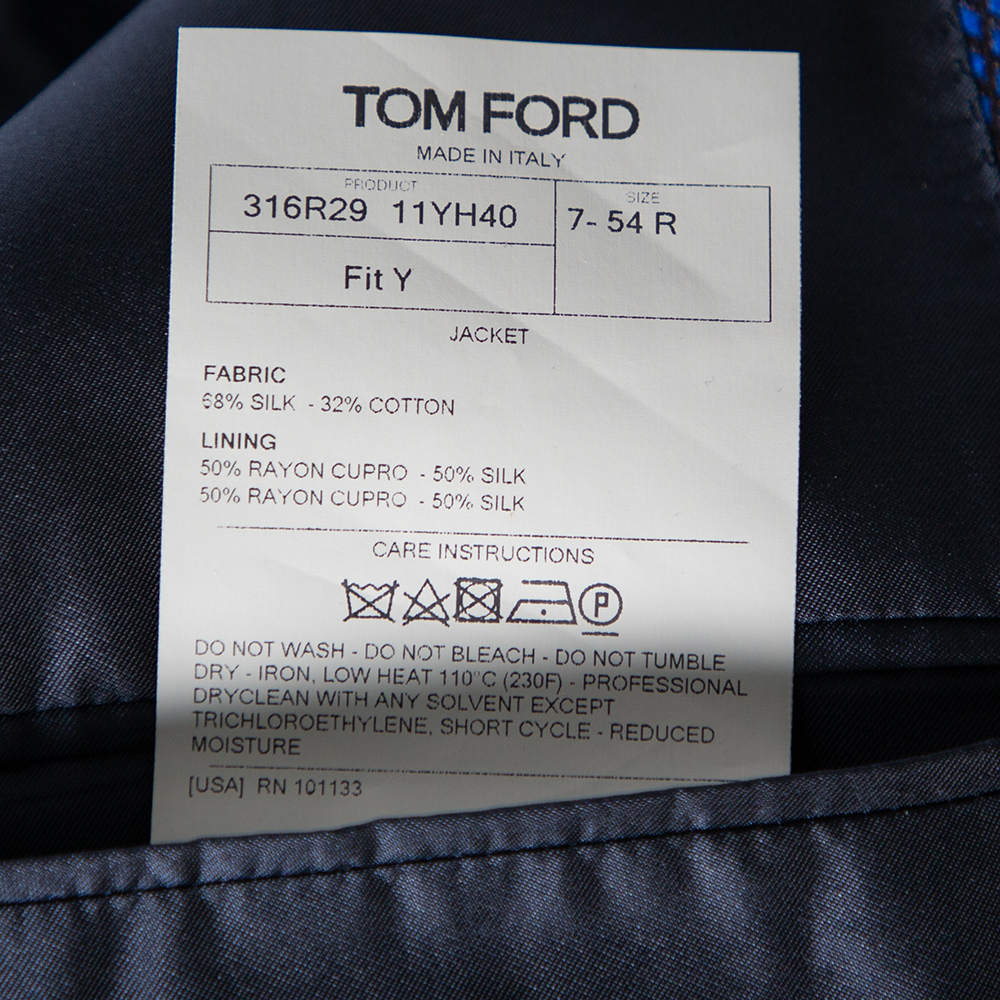 TOM FORD
MADE IN ITALY
PRODUCT
316R29 11YH40
SIZE
7- 54 R
Fit Y
JACKET
FABRIC
68% SILK - 32% COTTON
LINING
50% RAYON CUPRO - 50% SILK
50% RAYON CUPRO - 50% SILK
CARE INSTRUCTIONS
P
DO NOT WASH - DO NOT BLEACH - DO NOT TUMBLE
DRY - IRON, LOW HEAT 110°C (230F) - PROFESSIONAL
DRYCLEAN WITH ANY SOLVENT EXCEPT
TRICHLOROETHYLENE, SHORT CYCLE - REDUCED
MOISTURE
[USA] RN 101133